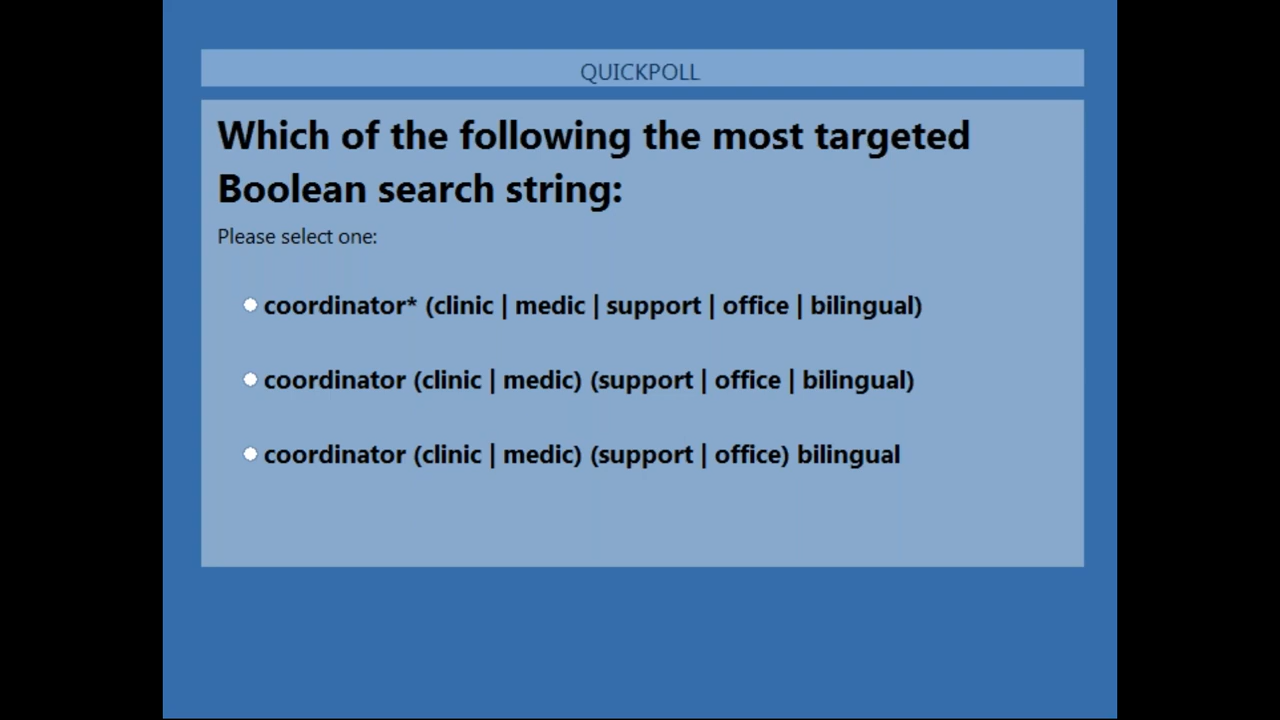 QUICKPOLL
Which of the following the most targeted
Boolean search string:
Please select one:
coordinator* (clinic | medic | support | office | bilingual)
coordinator (clinic | medic) (support | office | bilingual)
coordinator (clinic | medic) (support | office) bilingual